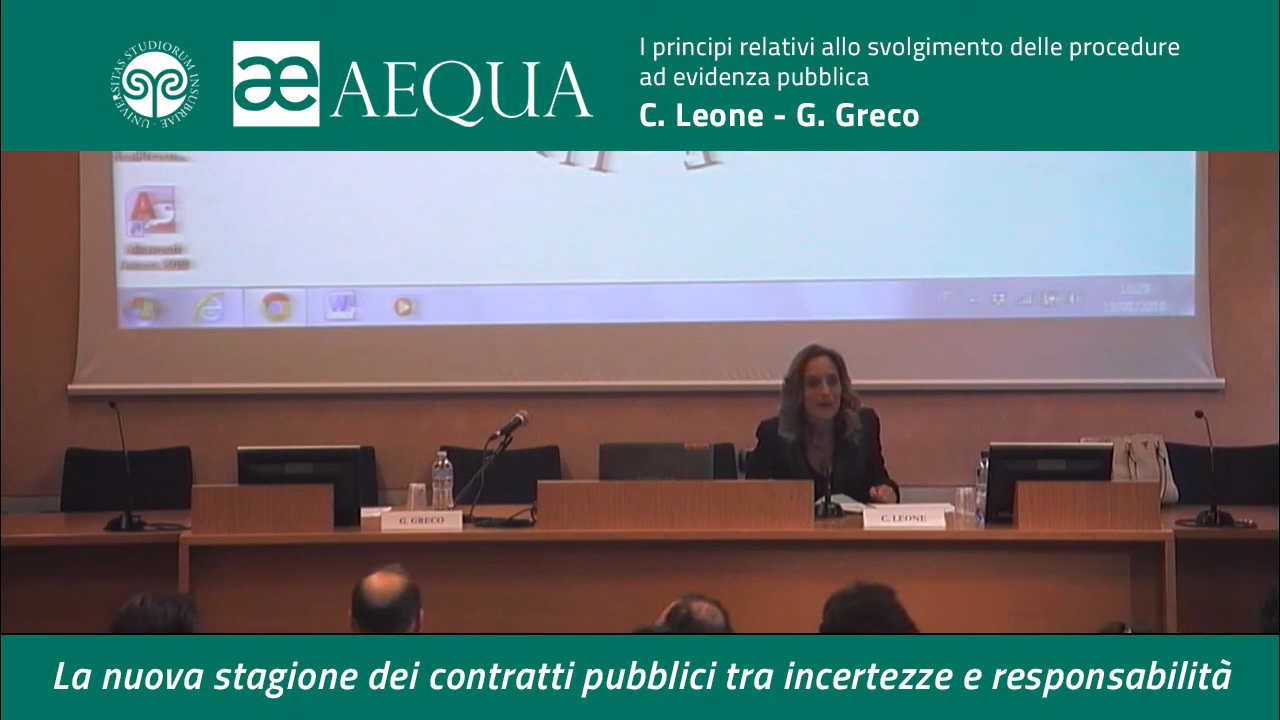 UNIVERSITAS STUDIORUM INSUBRIAE
æ AEQUA
I principi relativi allo svolgimento delle procedure
ad evidenza pubblica
C. Leone - G. Greco
G. GRECO
C. LEONE
La nuova stagione dei contratti pubblici tra incertezze e responsabilità